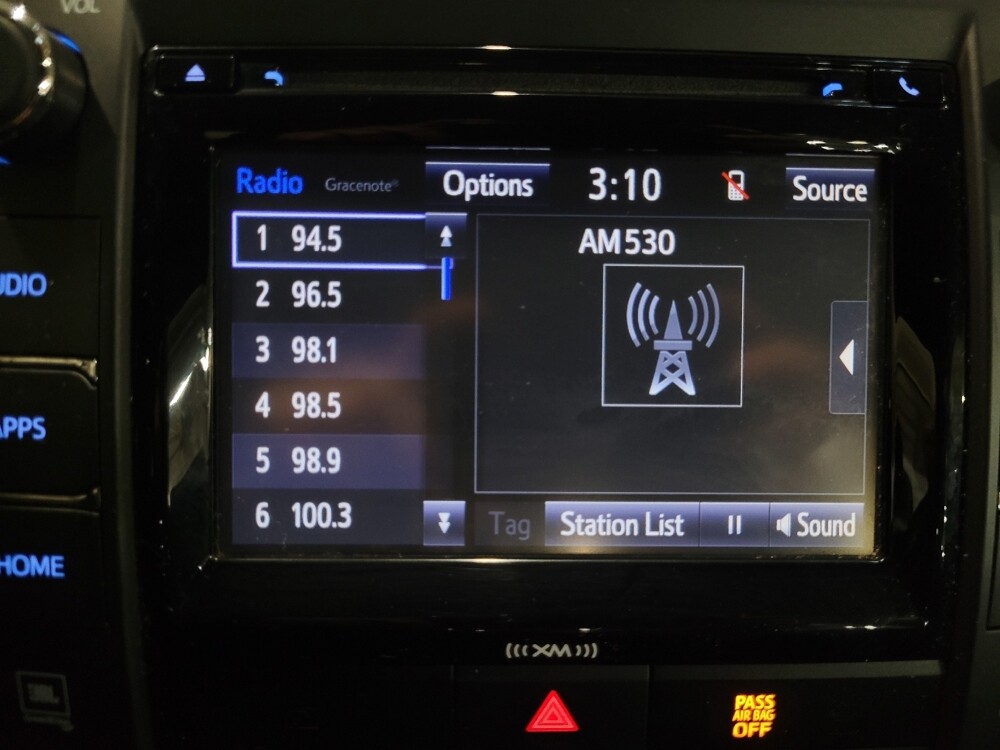 VOL
Radio Gracenote® Options 3:10 Source
1 94.5
AM530
2 96.5
3 98.1
4 98.5
5 98.9
6 100.3
Tag Station List Sound
UDIO
APPS
HOME
XM
JBL
PASS
AIR BAG
OFF